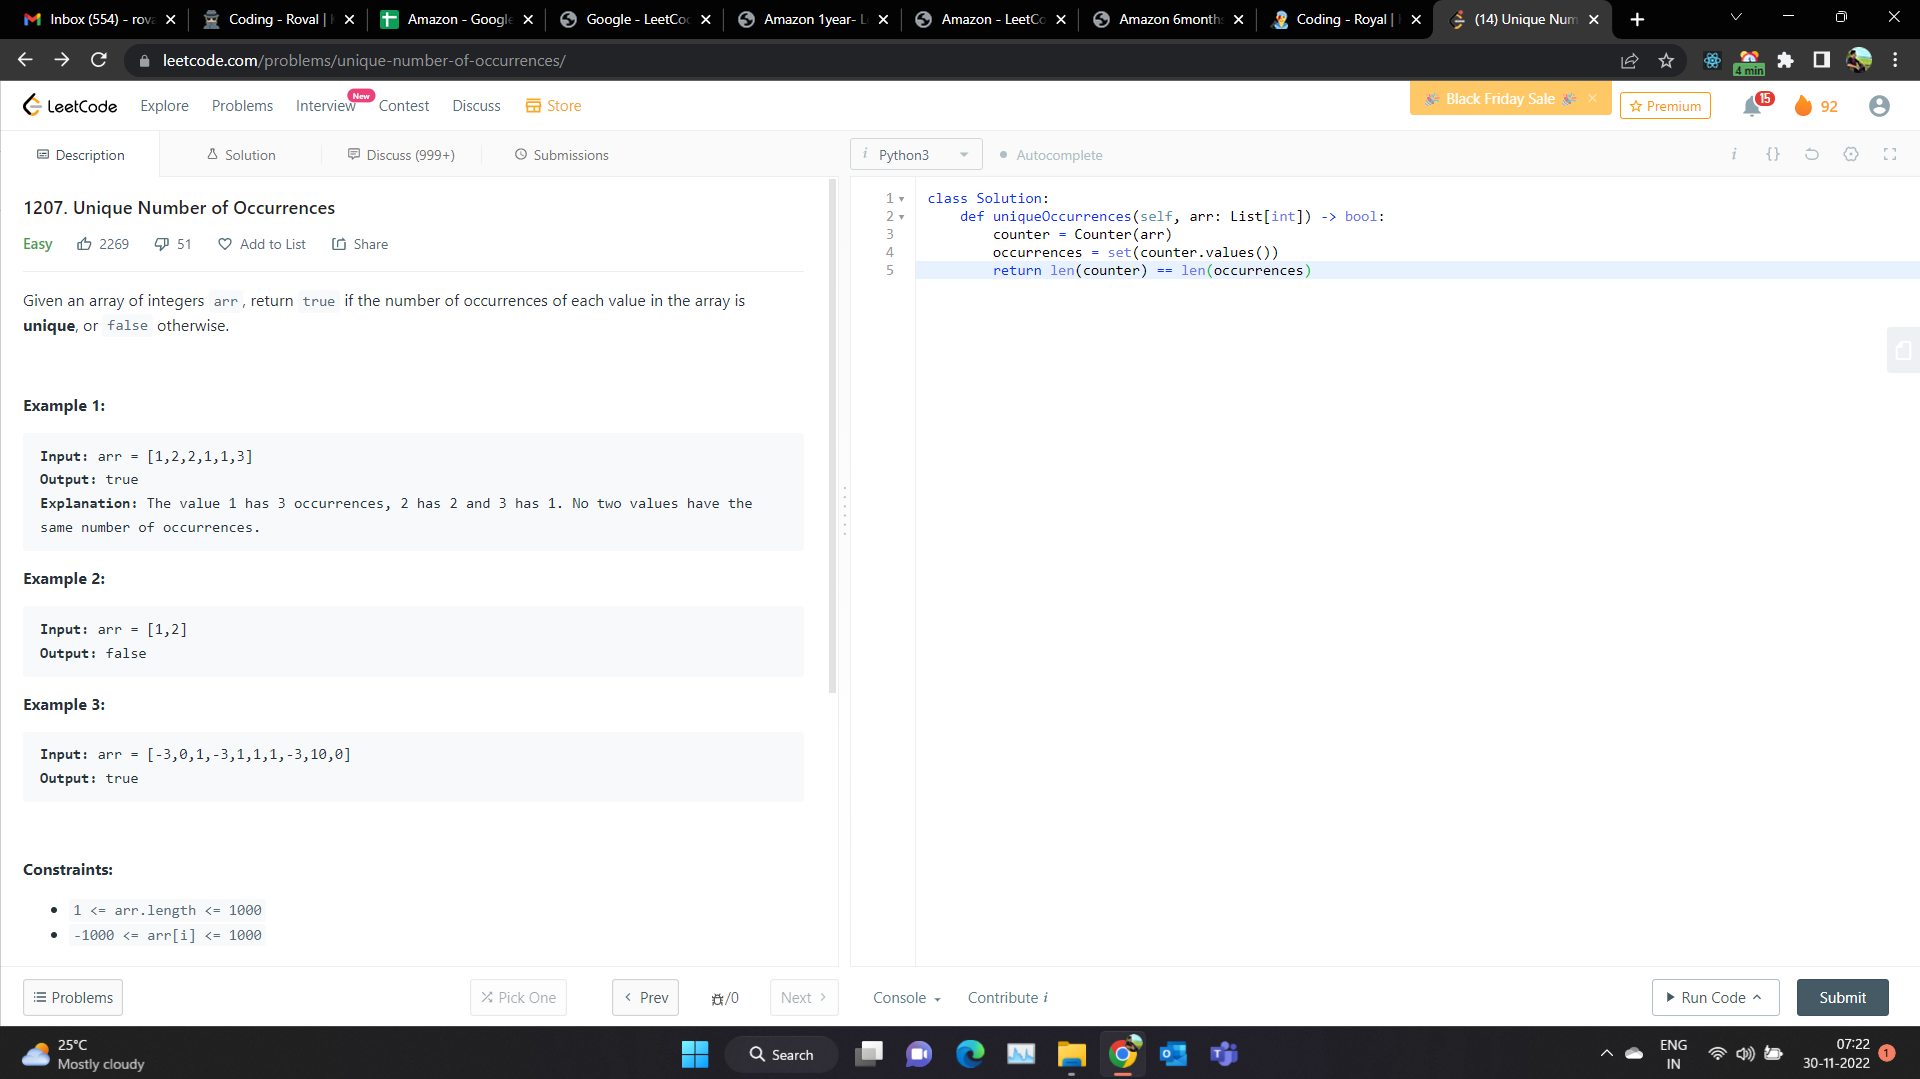 Inbox (554) - rova
Coding - Royal |
Amazon - Google
Google - LeetCo
Amazon 1year- L
Amazon - LeetCo
Amazon 6months
Coding - Royal |
(14) Unique Num
leetcode.com/problems/unique-number-of-occurrences/
4 min
LeetCode
Explore
Problems
Interview
New
Contest
Discuss
Store
Black Friday Sale
Premium
15
92
Description
Solution
Discuss (999+)
Submissions
i Python3
Autocomplete
i {}
1207. Unique Number of Occurrences
Easy 2269 51 Add to List Share
Given an array of integers arr, return true if the number of occurrences of each value in the array is
unique, or false otherwise.
Example 1:
Input: arr = [1,2,2,1,1,3]
Output: true
Explanation: The value 1 has 3 occurrences, 2 has 2 and 3 has 1. No two values have the
same number of occurrences.
Example 2:
Input: arr = [1,2]
Output: false
Example 3:
Input: arr = [-3,0,1,-3,1,1,1,-3,10,0]
Output: true
Constraints:
1 <= arr.length <= 1000
-1000 <= arr[i] <= 1000
1 class Solution:
2 def uniqueOccurrences(self, arr: List[int]) -> bool:
3 counter = Counter(arr)
4 occurrences = set(counter.values())
5 return len(counter) == len(occurrences)
Problems
Pick One
Prev
/0
Next
Console
Contribute i
Run Code
Submit
25°C
Mostly cloudy
Search
ENG
IN
07:22
30-11-2022
1